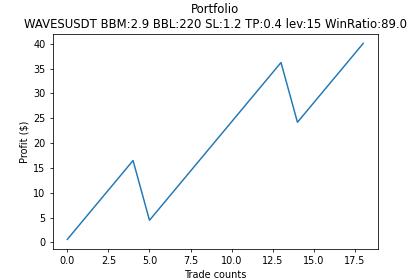 Portfolio
WAVESUSDT BBM:2.9 BBL:220 SL:1.2 TP:0.4 lev:15 WinRatio:89.0
40
35
30
25
20
15
10
5
0
Profit ($)
0.0 2.5 5.0 7.5 10.0 12.5 15.0 17.5
Trade counts